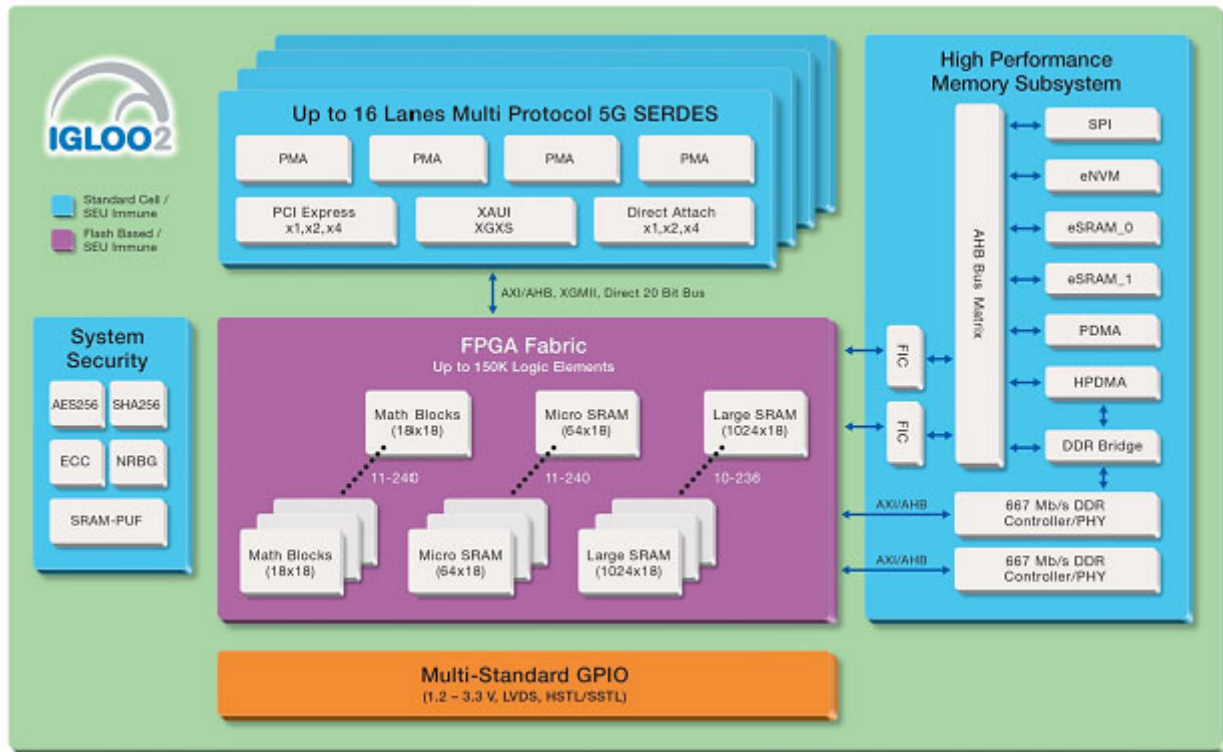 IGLOO2
Standard Cell /
SEU Immune
Flash Based /
SEU Immune
Up to 16 Lanes Multi Protocol 5G SERDES
PMA
PMA
PMA
PMA
PCI Express
x1,x2,x4
XAUI
XGXS
Direct Attach
x1,x2,x4
AXI/AHB, XGMII, Direct 20 Bit Bus
System
Security
AES256
SHA256
ECC
NRBG
SRAM-PUF
FPGA Fabric
Up to 150K Logic Elements
Math Blocks
(18x18)
Micro SRAM
(64x18)
Large SRAM
(1024x18)
11-240
11-240
10-236
Math Blocks
(18x18)
Micro SRAM
(64x18)
Large SRAM
(1024x18)
Multi-Standard GPIO
(1.2 – 3.3 V, LVDS, HSTL/SSTL)
High Performance
Memory Subsystem
AHB Bus Matrix
SPI
eNVM
eSRAM_0
eSRAM_1
PDMA
HPDMA
DDR Bridge
FIC
FIC
AXI/AHB
667 Mb/s DDR
Controller/PHY
AXI/AHB
667 Mb/s DDR
Controller/PHY